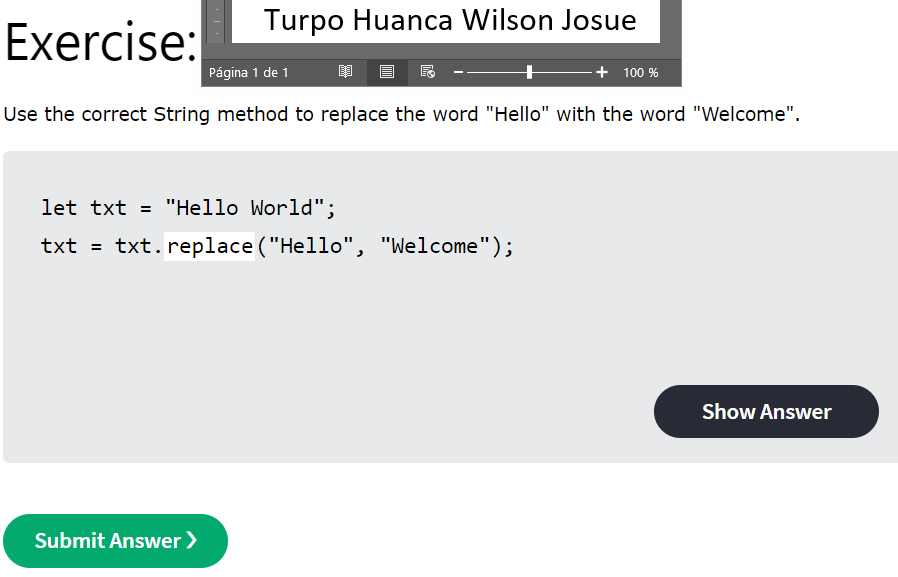 Turpo Huanca Wilson Josue
Exercise:
Página 1 de 1 100 %
Use the correct String method to replace the word "Hello" with the word "Welcome".
let txt = "Hello World";
txt = txt.replace("Hello", "Welcome");
Show Answer
Submit Answer ❯